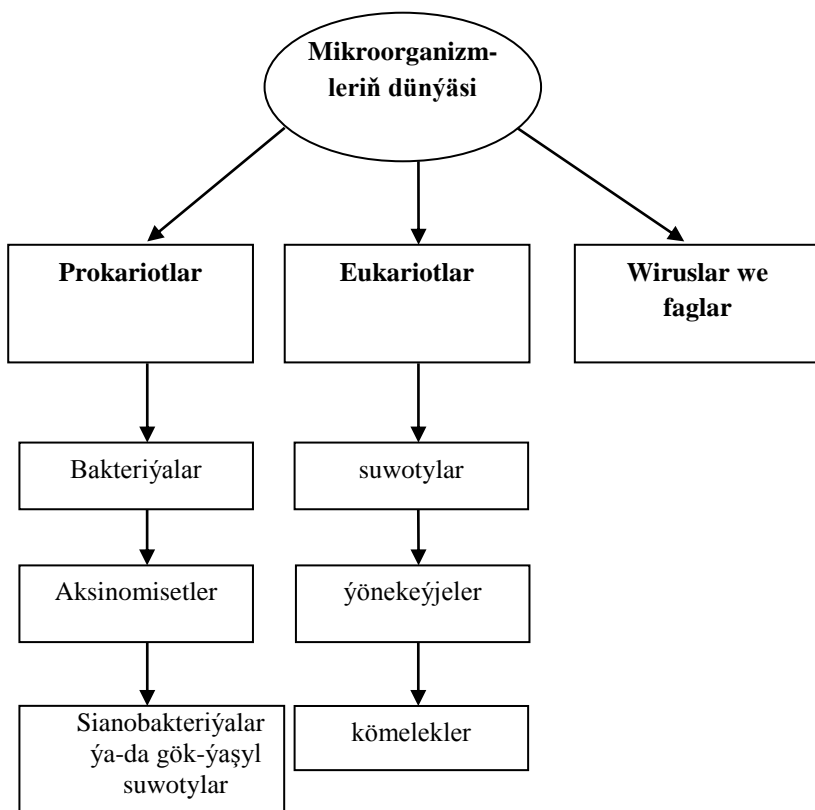 Mikroorganizm-
leriň dünýäsi
Prokariotlar
Eukariotlar
Wiruslar we
faglar
Bakteriýalar
suwotylar
Aksinomisetler
ýönekeýjeler
Sianobakteriýalar
ýa-da gök-ýaşyl
suwotylar
kömelekler